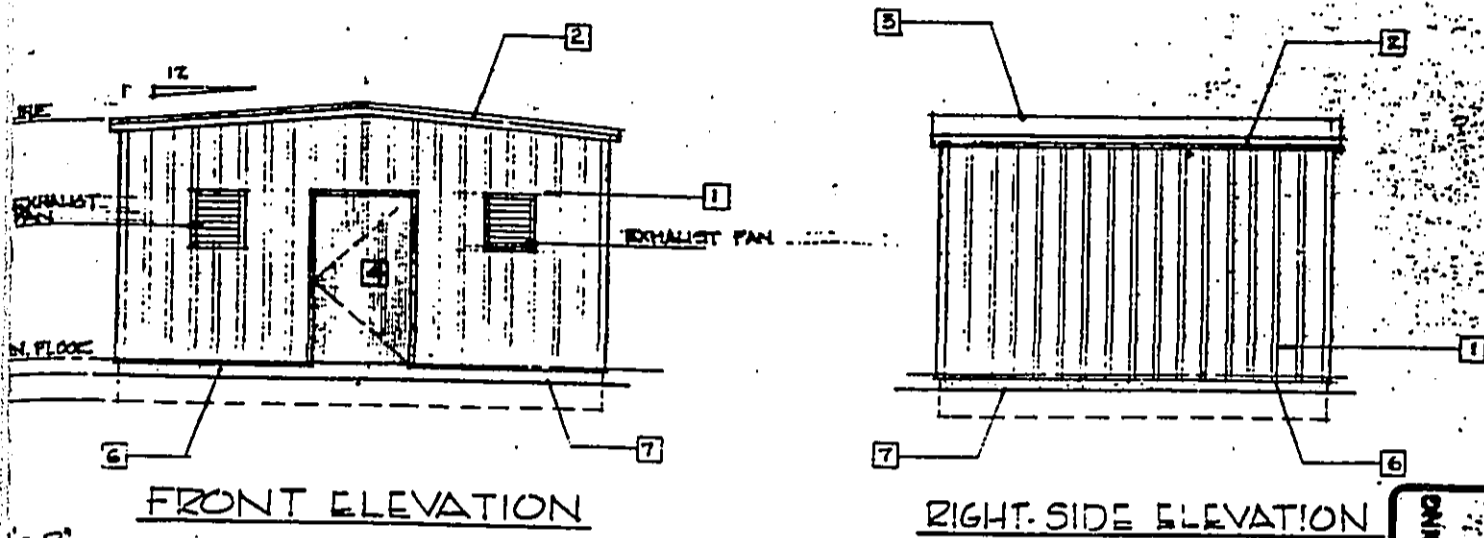 2
3
2
12
1
EXHAUST
FAN
1
EXHAUST FAN
4
N. FLOOR
1
6
7
7
6
FRONT ELEVATION
RIGHT-SIDE ELEVATION